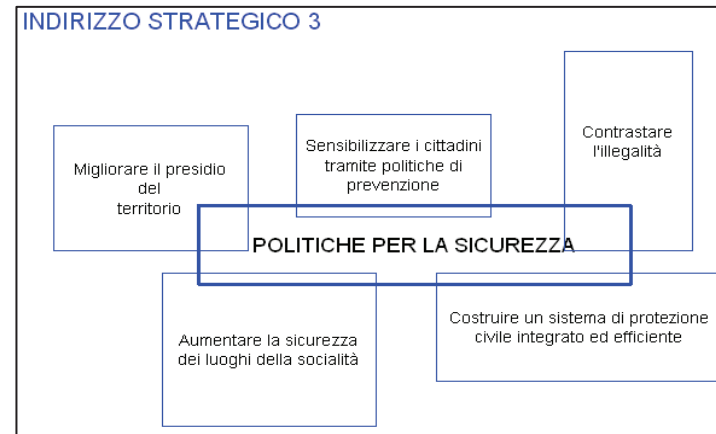 INDIRIZZO STRATEGICO 3
Migliorare il presidio
del
territorio
Sensibilizzare i cittadini
tramite politiche di
prevenzione
Contrastare
l'illegalità
POLITICHE PER LA SICUREZZA
Aumentare la sicurezza
dei luoghi della socialità
Costruire un sistema di protezione
civile integrato ed efficiente